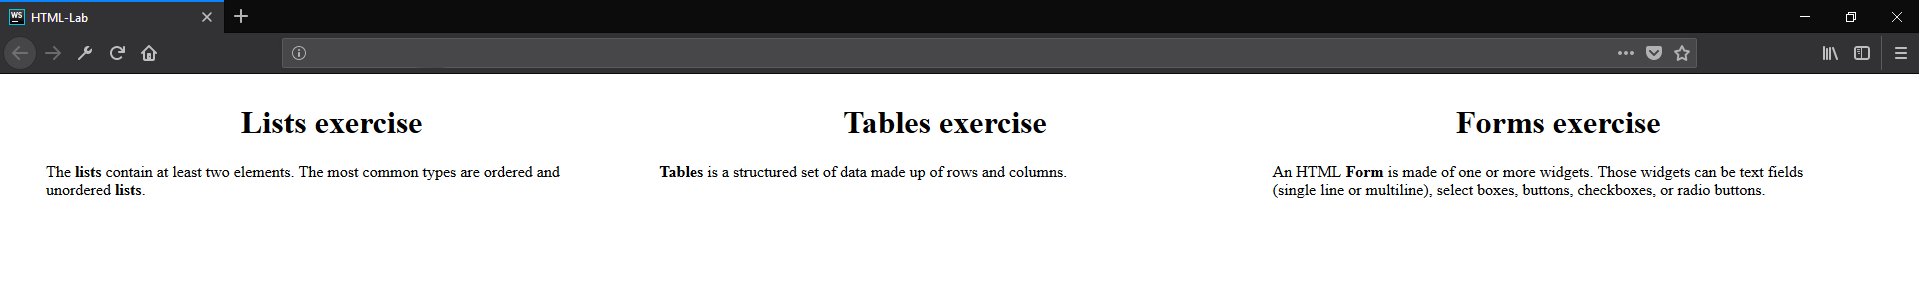 WS HTML-Lab
Lists exercise
The lists contain at least two elements. The most common types are ordered and
unordered lists.
Tables exercise
Tables is a structured set of data made up of rows and columns.
Forms exercise
An HTML Form is made of one or more widgets. Those widgets can be text fields
(single line or multiline), select boxes, buttons, checkboxes, or radio buttons.